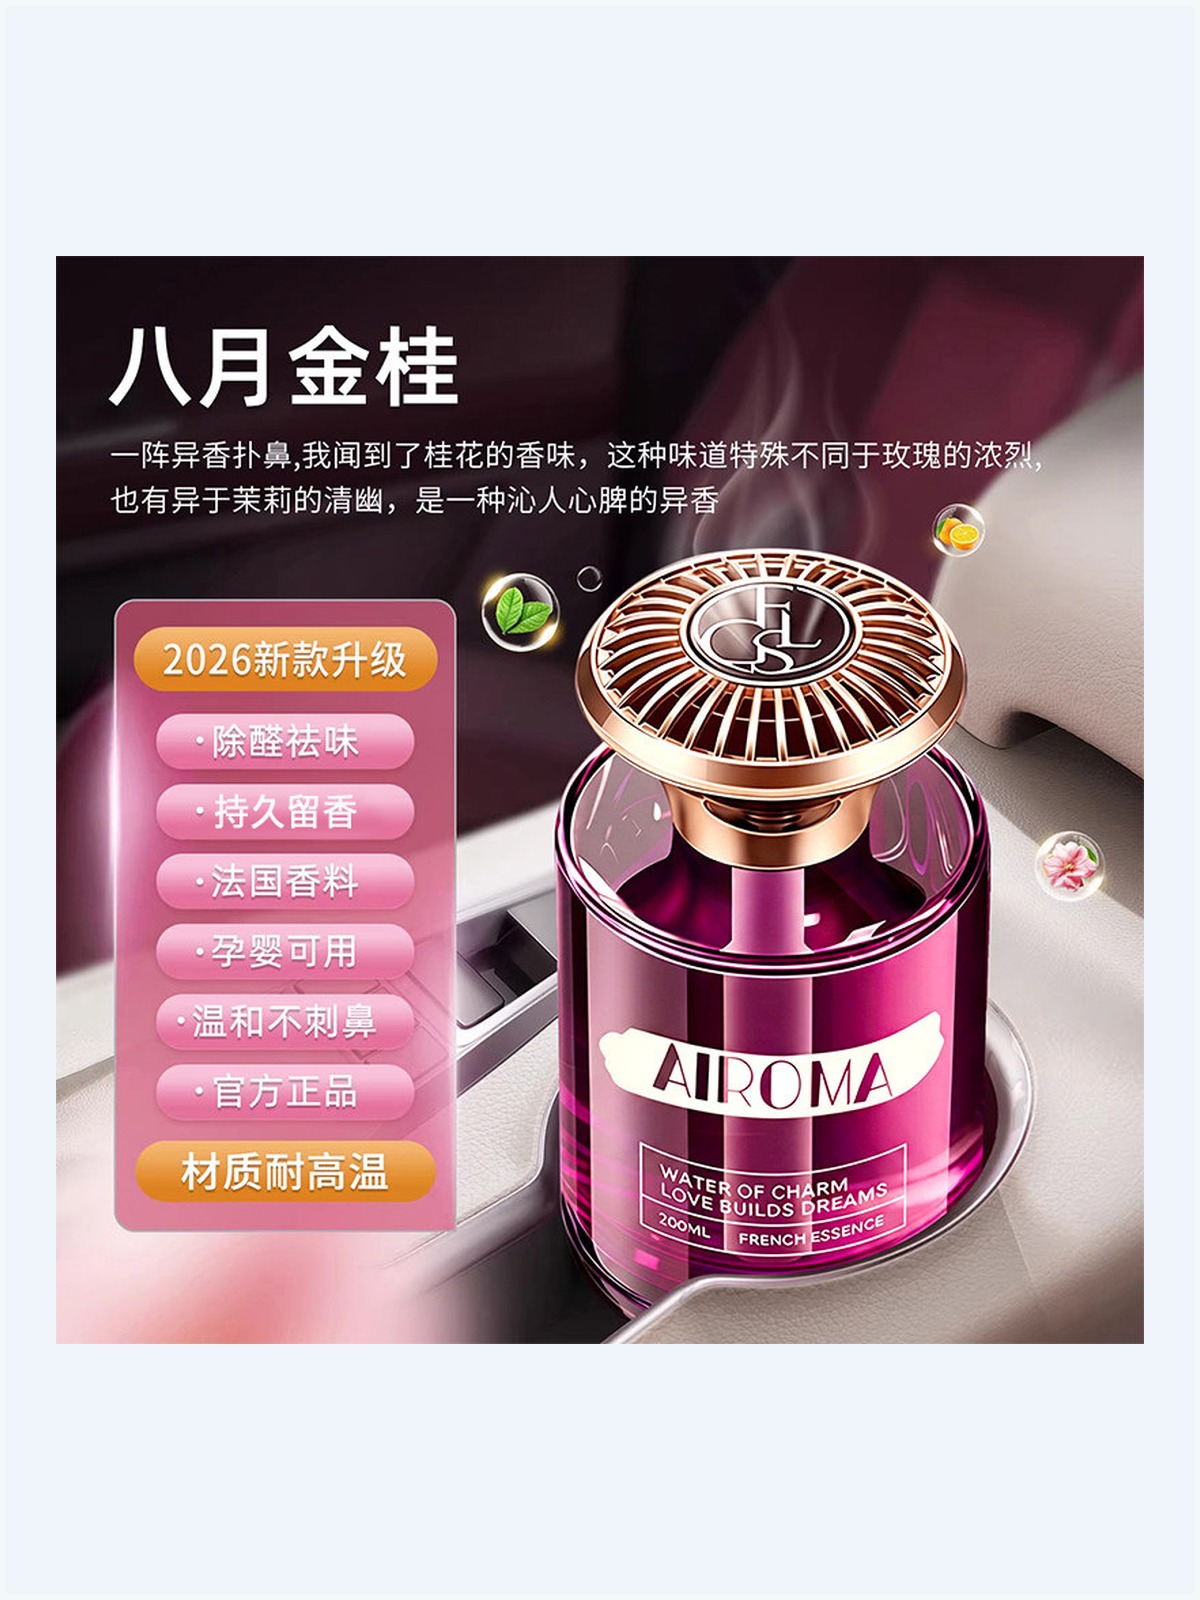 八月金桂
一阵异香扑鼻,我闻到了桂花的香味，这种味道特殊不同于玫瑰的浓烈,
也有异于茉莉的清幽，是一种沁人心脾的异香
2026新款升级
·除醛祛味
·持久留香
·法国香料
·孕婴可用
·温和不刺鼻
·官方正品
材质耐高温
AIROMA
WATER OF CHARM
LOVE BUILDS DREAMS
200ML FRENCH ESSENCE